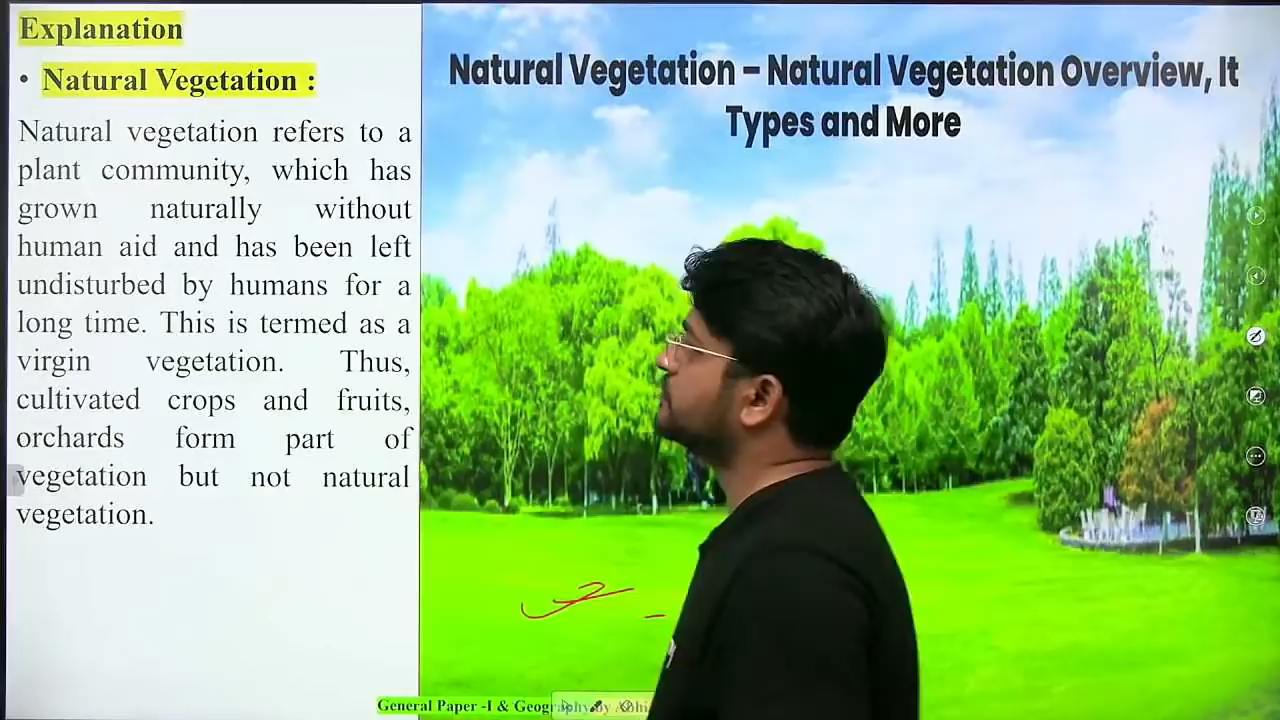 Explanation
• Natural Vegetation :
Natural vegetation refers to a
plant community, which has
grown naturally without
human aid and has been left
undisturbed by humans for a
long time. This is termed as a
virgin vegetation. Thus,
cultivated crops and fruits,
orchards form part of
vegetation but not natural
vegetation.
Natural Vegetation – Natural Vegetation Overview, It
Types and More
General Paper -I & Geography by